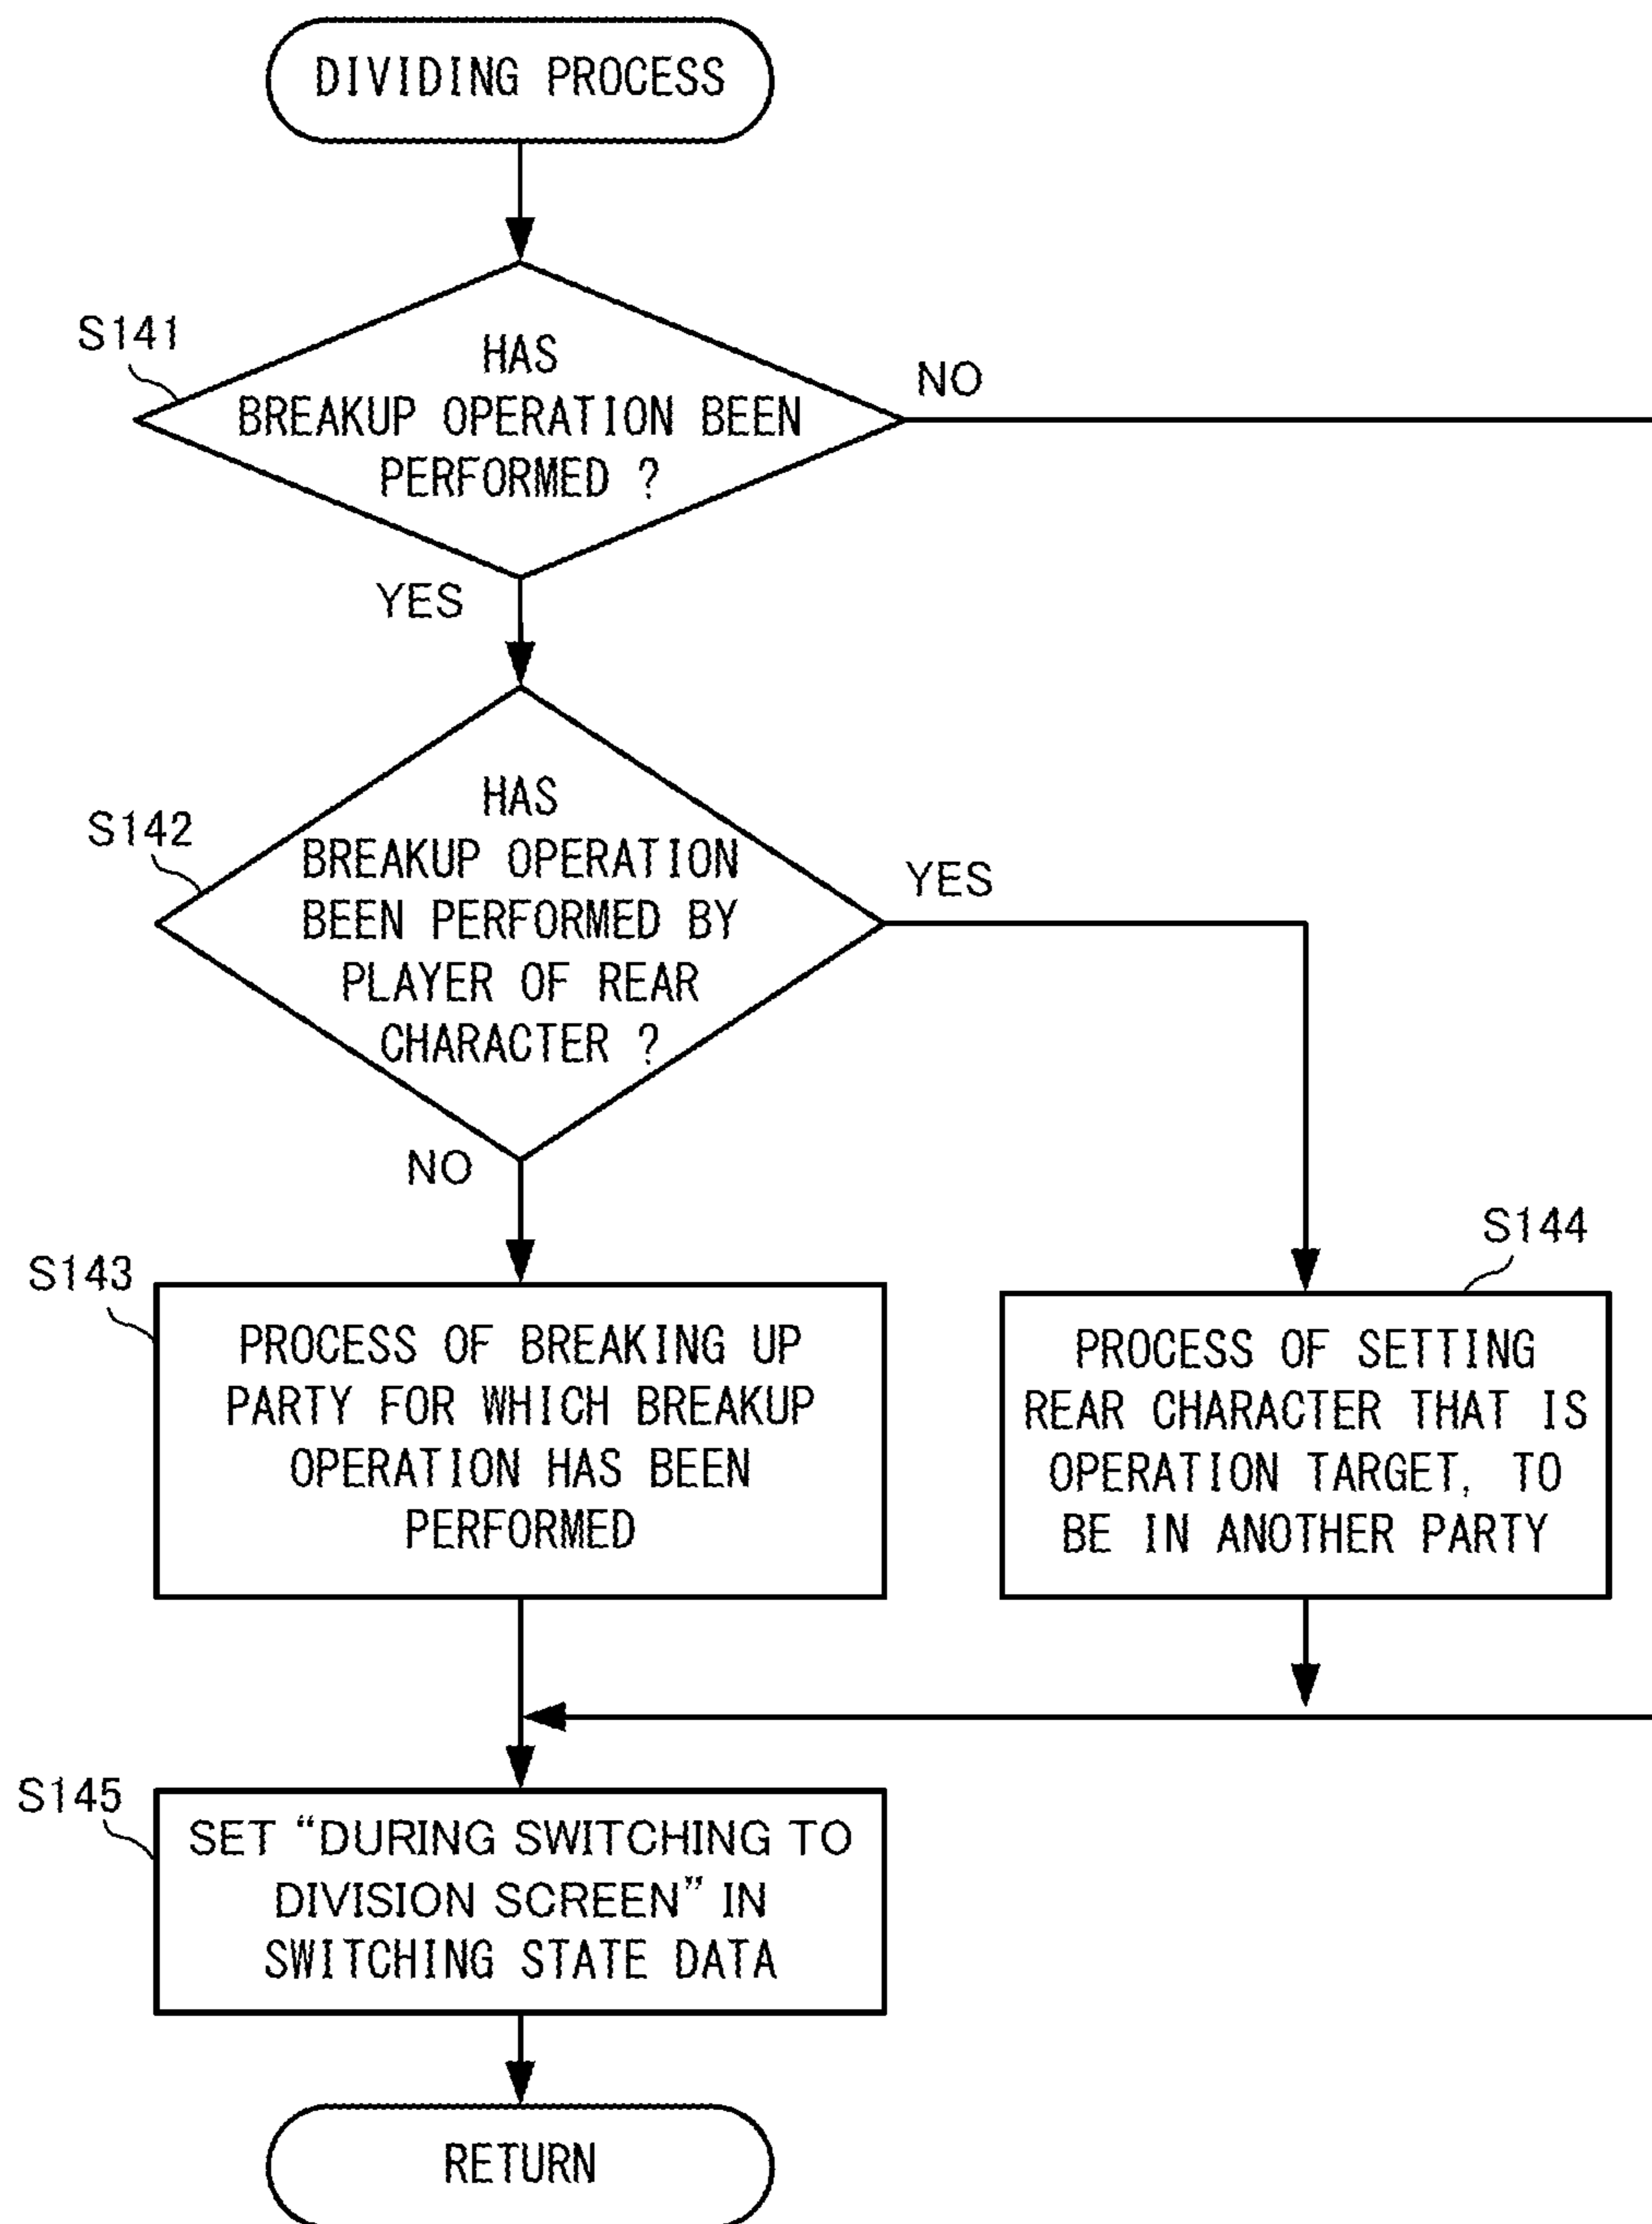 DIVIDING PROCESS
S141
HAS
BREAKUP OPERATION BEEN
PERFORMED ?
NO
YES
S142
HAS
BREAKUP OPERATION
BEEN PERFORMED BY
PLAYER OF REAR
CHARACTER ?
YES
NO
S143
PROCESS OF BREAKING UP
PARTY FOR WHICH BREAKUP
OPERATION HAS BEEN
PERFORMED
S144
PROCESS OF SETTING
REAR CHARACTER THAT IS
OPERATION TARGET, TO
BE IN ANOTHER PARTY
S145
SET “DURING SWITCHING TO
DIVISION SCREEN” IN
SWITCHING STATE DATA
RETURN